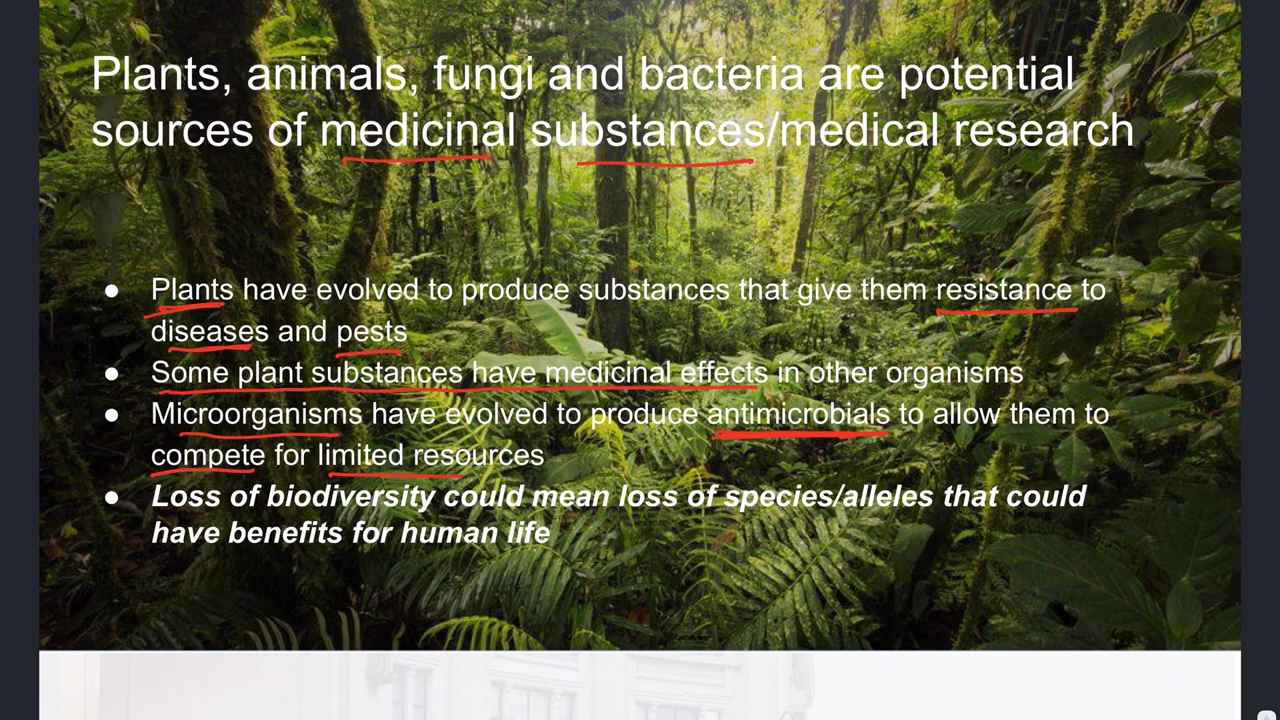 Plants, animals, fungi and bacteria are potential
sources of medicinal substances/medical research
● Plants have evolved to produce substances that give them resistance to
diseases and pests
● Some plant substances have medicinal effects in other organisms
● Microorganisms have evolved to produce antimicrobials to allow them to
compete for limited resources
● Loss of biodiversity could mean loss of species/alleles that could
have benefits for human life